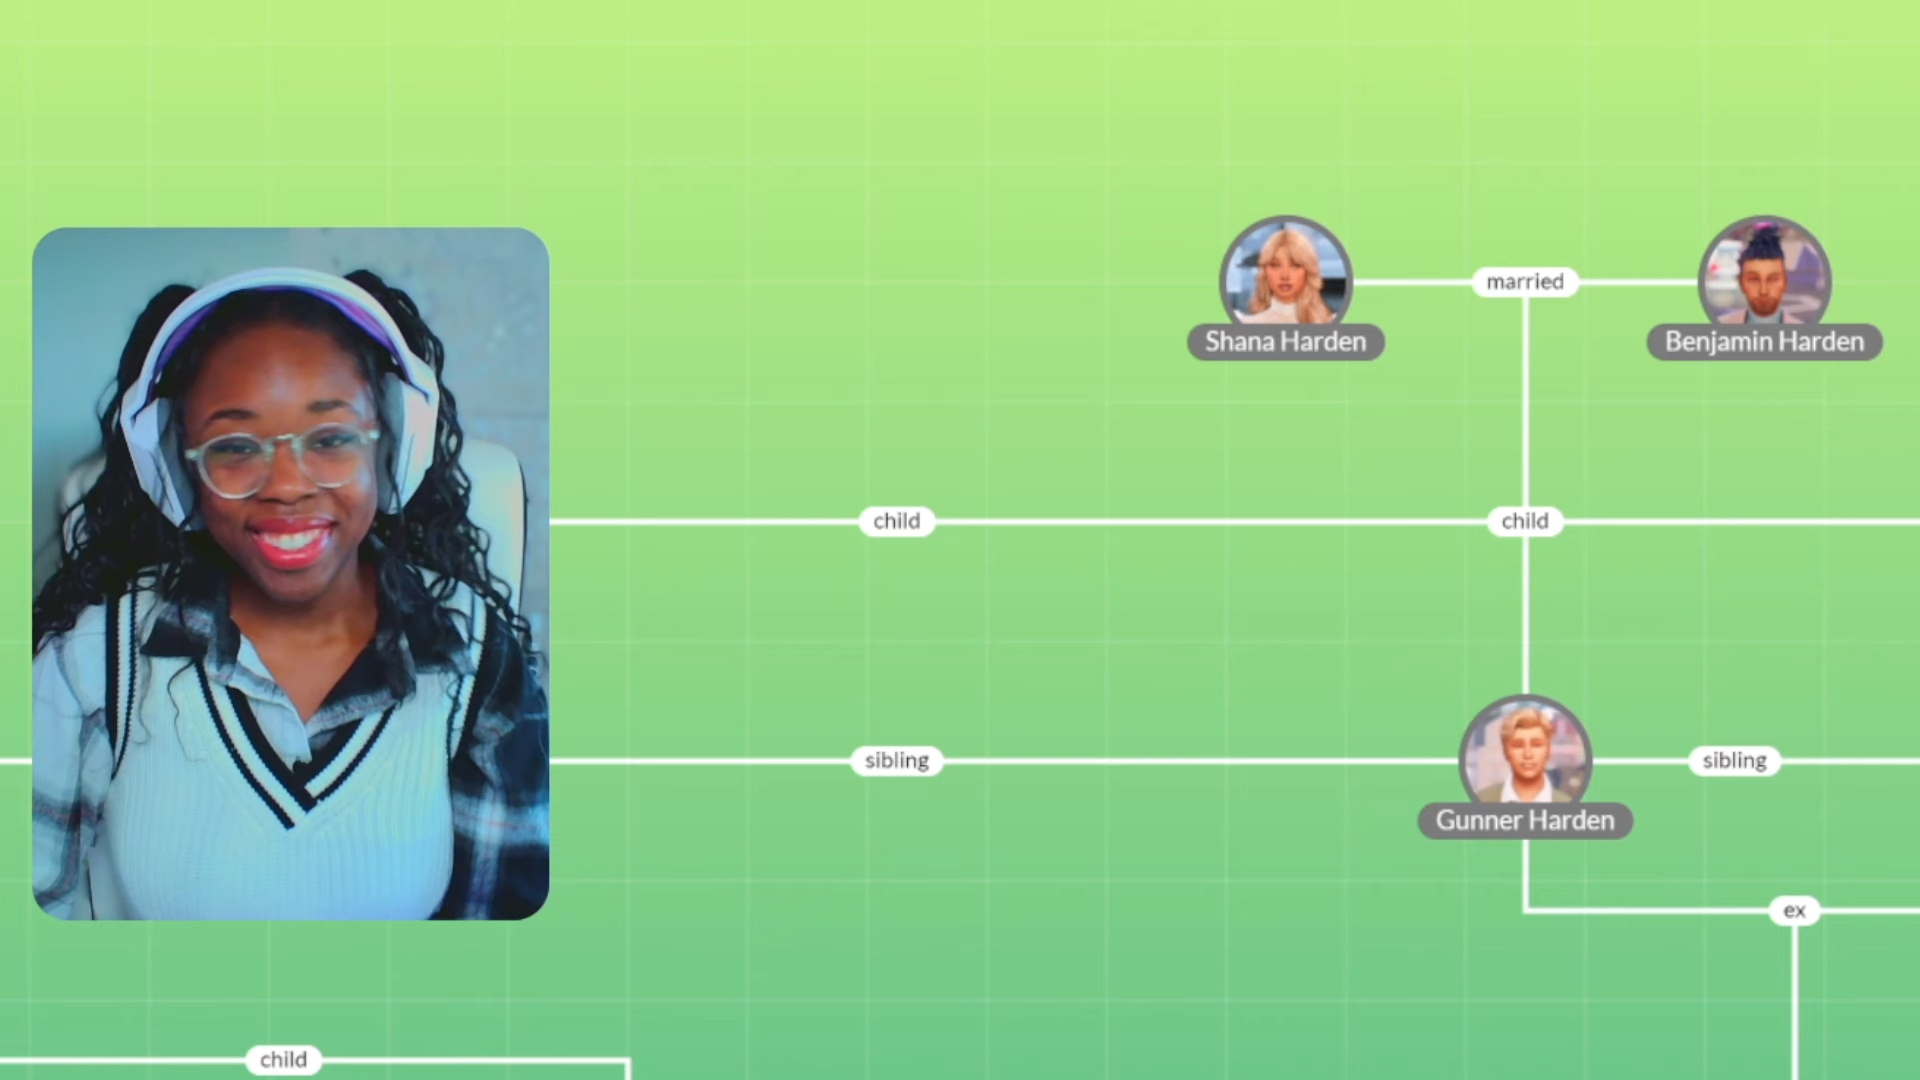 married
Shana Harden
Benjamin Harden
child
child
sibling
sibling
Gunner Harden
ex
child